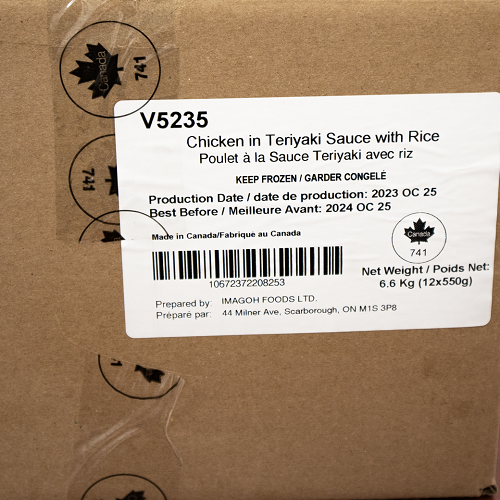 Canada
741
741
V5235
Chicken in Teriyaki Sauce with Rice
Poulet à la Sauce Teriyaki avec riz
KEEP FROZEN / GARDER CONGELÉ
Production Date / date de production: 2023 OC 25
Best Before / Meilleure Avant: 2024 OC 25
Made in Canada/Fabrique au Canada
Canada
741
10672372208253
Net Weight / Poids Net:
6.6 Kg (12x550g)
Prepared by: IMAGOH FOODS LTD.
Préparé par: 44 Milner Ave, Scarborough, ON M1S 3P8
741